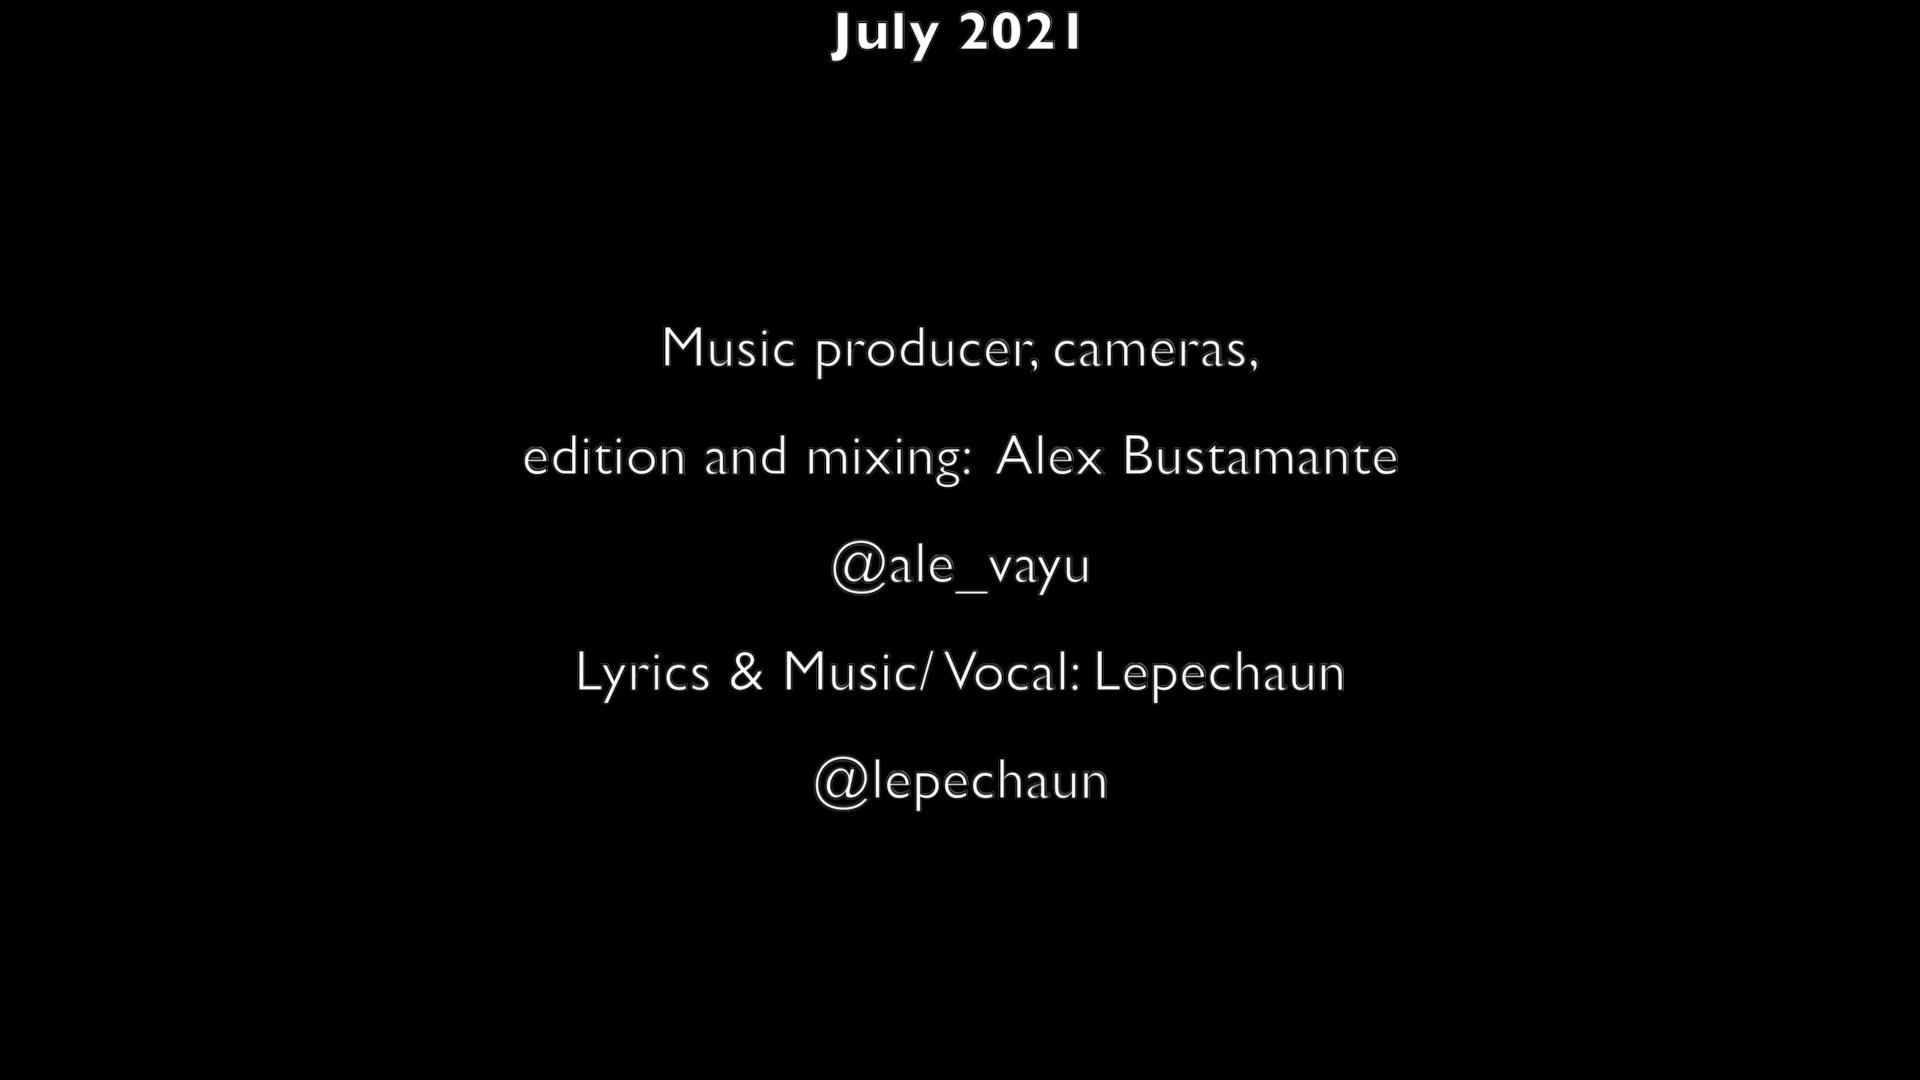 July 2021
Music producer, cameras,
edition and mixing: Alex Bustamante
@ale_vayu
Lyrics & Music/ Vocal: Lepechaun
@lepechaun